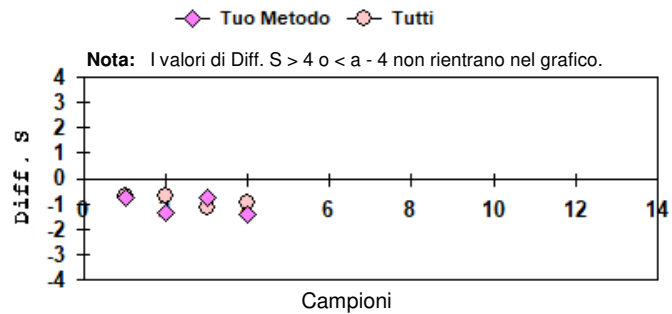 Tuo Metodo Tutti
Nota: I valori di Diff. S > 4 o < a - 4 non rientrano nel grafico.
4
3
2
1
0
-1
-2
-3
-4
Diff. S
0 6 8 10 12 14
Campioni